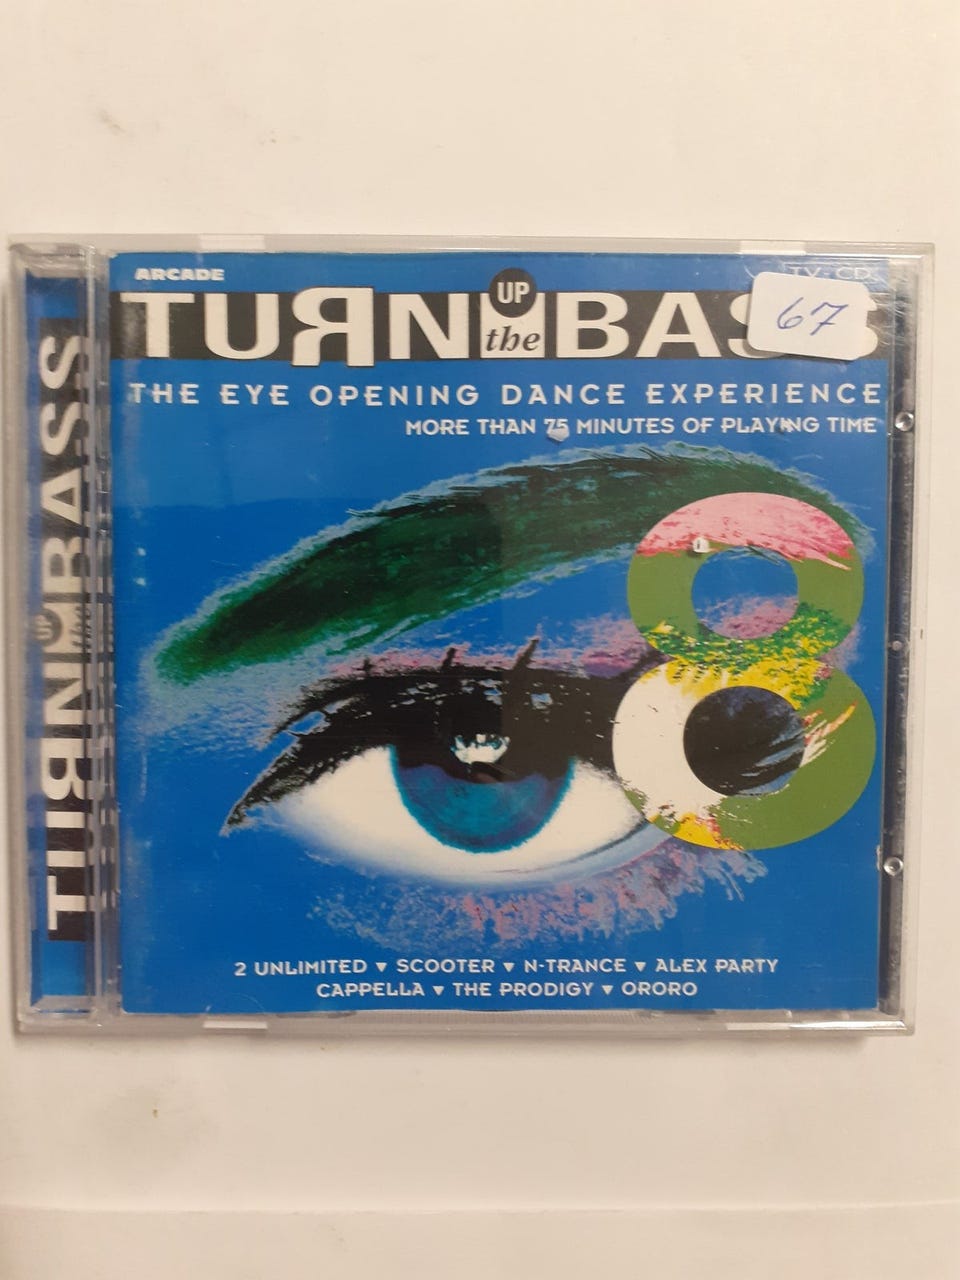 ARCADE
TV-CD
TURN UP the BASS
67
THE EYE OPENING DANCE EXPERIENCE
MORE THAN 75 MINUTES OF PLAYING TIME
8
2 UNLIMITED ▼ SCOOTER ▼ N-TRANCE ▼ ALEX PARTY
CAPPELLA ▼ THE PRODIGY ▼ ORORO
TURN UP the BASS